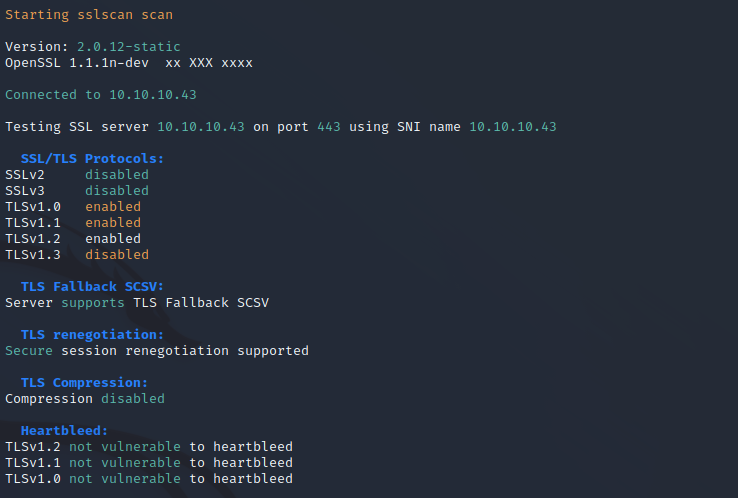 Starting sslscan scan
Version: 2.0.12-static
OpenSSL 1.1.1n-dev  xx XXX xxxx
Connected to 10.10.10.43
Testing SSL server 10.10.10.43 on port 443 using SNI name 10.10.10.43
SSL/TLS Protocols:
SSLv2     disabled
SSLv3     disabled
TLSv1.0   enabled
TLSv1.1   enabled
TLSv1.2   enabled
TLSv1.3   disabled
TLS Fallback SCSV:
Server supports TLS Fallback SCSV
TLS renegotiation:
Secure session renegotiation supported
TLS Compression:
Compression disabled
Heartbleed:
TLSv1.2 not vulnerable to heartbleed
TLSv1.1 not vulnerable to heartbleed
TLSv1.0 not vulnerable to heartbleed